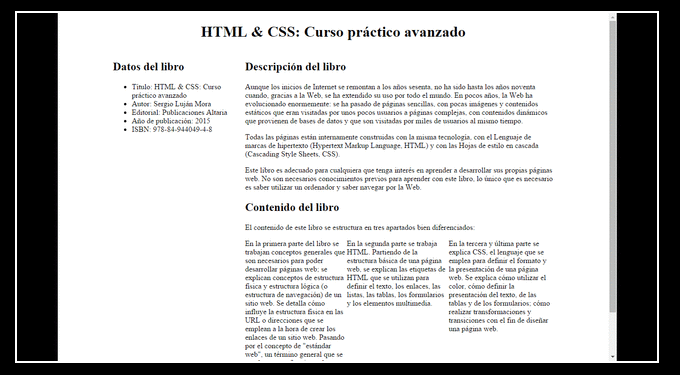 HTML & CSS: Curso práctico avanzado
Datos del libro
Título: HTML & CSS: Curso
práctico avanzado
Autor: Sergio Luján Mora
Editorial: Publicaciones Altaria
Año de publicación: 2015
ISBN: 978-84-944049-4-8
Descripción del libro
Aunque los inicios de Internet se remontan a los años sesenta, no ha sido hasta los años noventa
cuando, gracias a la Web, se ha extendido su uso por todo el mundo. En pocos años, la Web ha
evolucionado enormemente: se ha pasado de páginas sencillas, con pocas imágenes y contenidos
estáticos que eran visitadas por unos pocos usuarios a páginas complejas, con contenidos dinámicos
que provienen de bases de datos y que son visitadas por miles de usuarios al mismo tiempo.
Todas las páginas están internamente construidas con la misma tecnología, con el Lenguaje de
marcas de hipertexto (Hypertext Markup Language, HTML) y con las Hojas de estilo en cascada
(Cascading Style Sheets, CSS).
Este libro es adecuado para cualquiera que tenga interés en aprender a desarrollar sus propias páginas
web. No son necesarios conocimientos previos para aprender con este libro, lo único que es necesario
es saber utilizar un ordenador y saber navegar por la Web.
Contenido del libro
El contenido de este libro se estructura en tres apartados bien diferenciados:
En la primera parte del libro se
trabajan conceptos generales que
son necesarios para poder
desarrollar páginas web: se
explican conceptos de estructura
física y estructura lógica (o
estructura de navegación) de un
sitio web. Se detalla cómo
influye la estructura física en las
URL o direcciones que se
emplean a la hora de crear los
enlaces de un sitio web. Pasando
por el concepto de "estándar
web", un término general que se
En la segunda parte se trabaja
HTML. Partiendo de la
estructura básica de una página
web, se explican las etiquetas de
HTML que se utilizan para
definir el texto, los enlaces, las
listas, las tablas, los formularios
y los elementos multimedia.
En la tercera y última parte se
explica CSS, el lenguaje que se
emplea para definir el formato y
la presentación de una página
web. Se explica cómo utilizar el
color, cómo definir la
presentación del texto, de las
tablas y de los formularios; cómo
realizar transformaciones y
transiciones con el fin de diseñar
una página web.